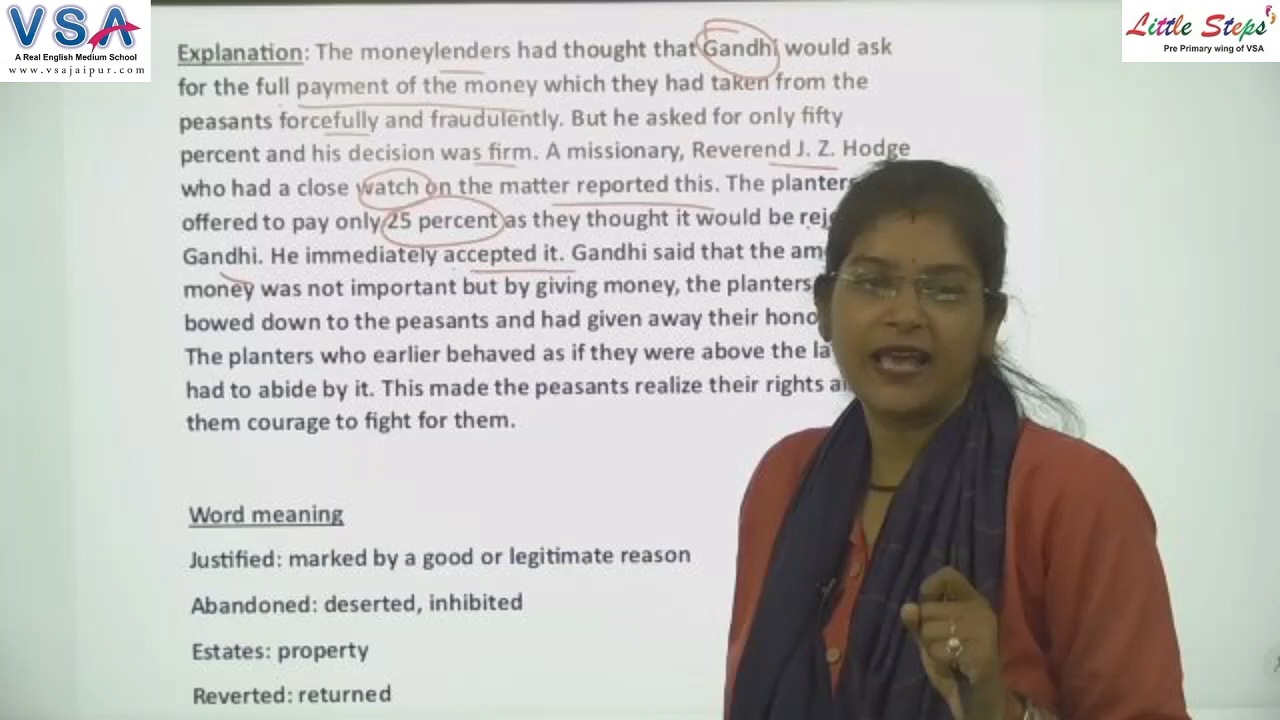 VSA
A Real English Medium School
www.vsajaipur.com
Little Steps
Pre Primary wing of VSA
Explanation: The moneylenders had thought that Gandhi would ask
for the full payment of the money which they had taken from the
peasants forcefully and fraudulently. But he asked for only fifty
percent and his decision was firm. A missionary, Reverend J. Z. Hodge
who had a close watch on the matter reported this. The planters
offered to pay only 25 percent as they thought it would be
Gandhi. He immediately accepted it. Gandhi said that the
money was not important but by giving money, the planters
bowed down to the peasants and had given away their
The planters who earlier behaved as if they were above the
had to abide by it. This made the peasants realize their rights
them courage to fight for them.
Word meaning
Justified: marked by a good or legitimate reason
Abandoned: deserted, inhibited
Estates: property
Reverted: returned